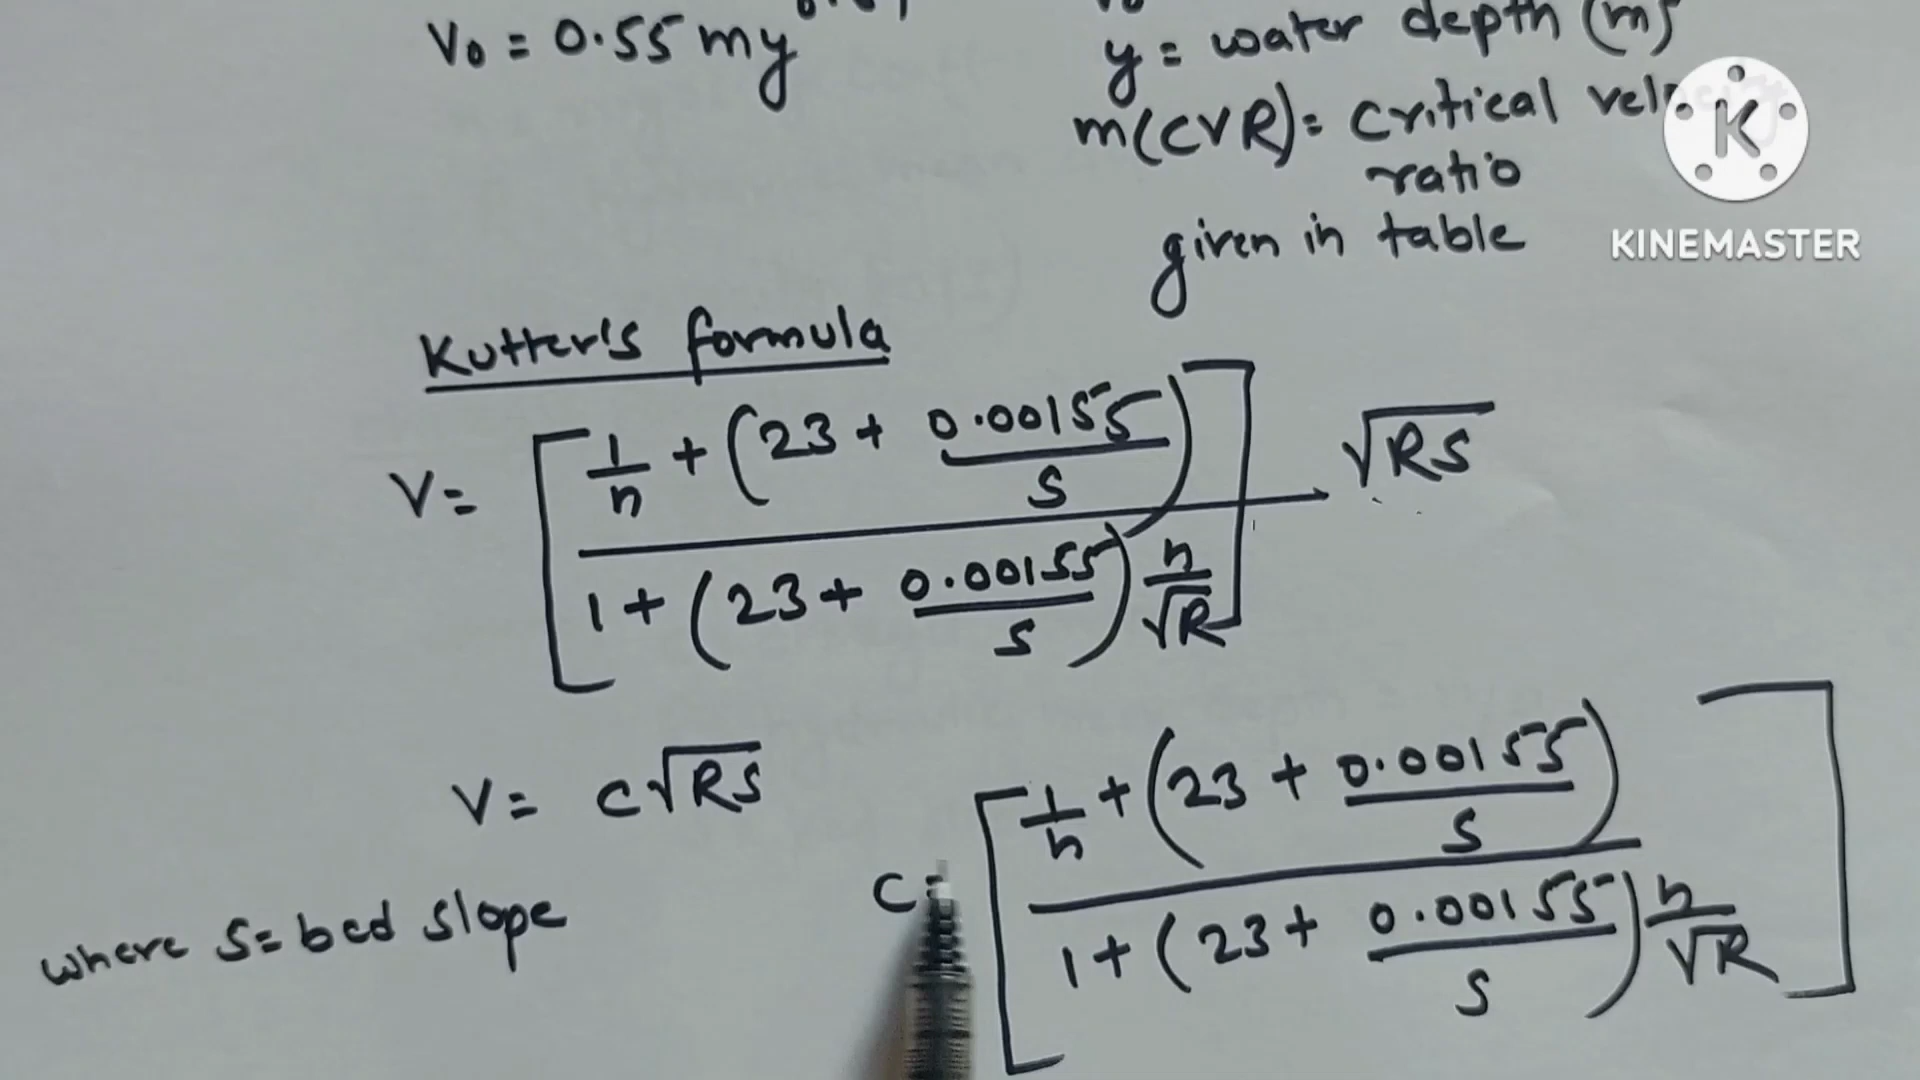 V₀ = 0.55 my
y = water depth (m)
m(CVR) = critical
ratio
given in table
KINEMASTER
Kutter's formula
V = [ 1/n + (23 + 0.00155/s) / 1 + (23 + 0.00155/s) n/√R ] √RS
V = C√RS
C = [ 1/n + (23 + 0.00155/s) / 1 + (23 + 0.00155/s) n/√R ]
where S = bed slope